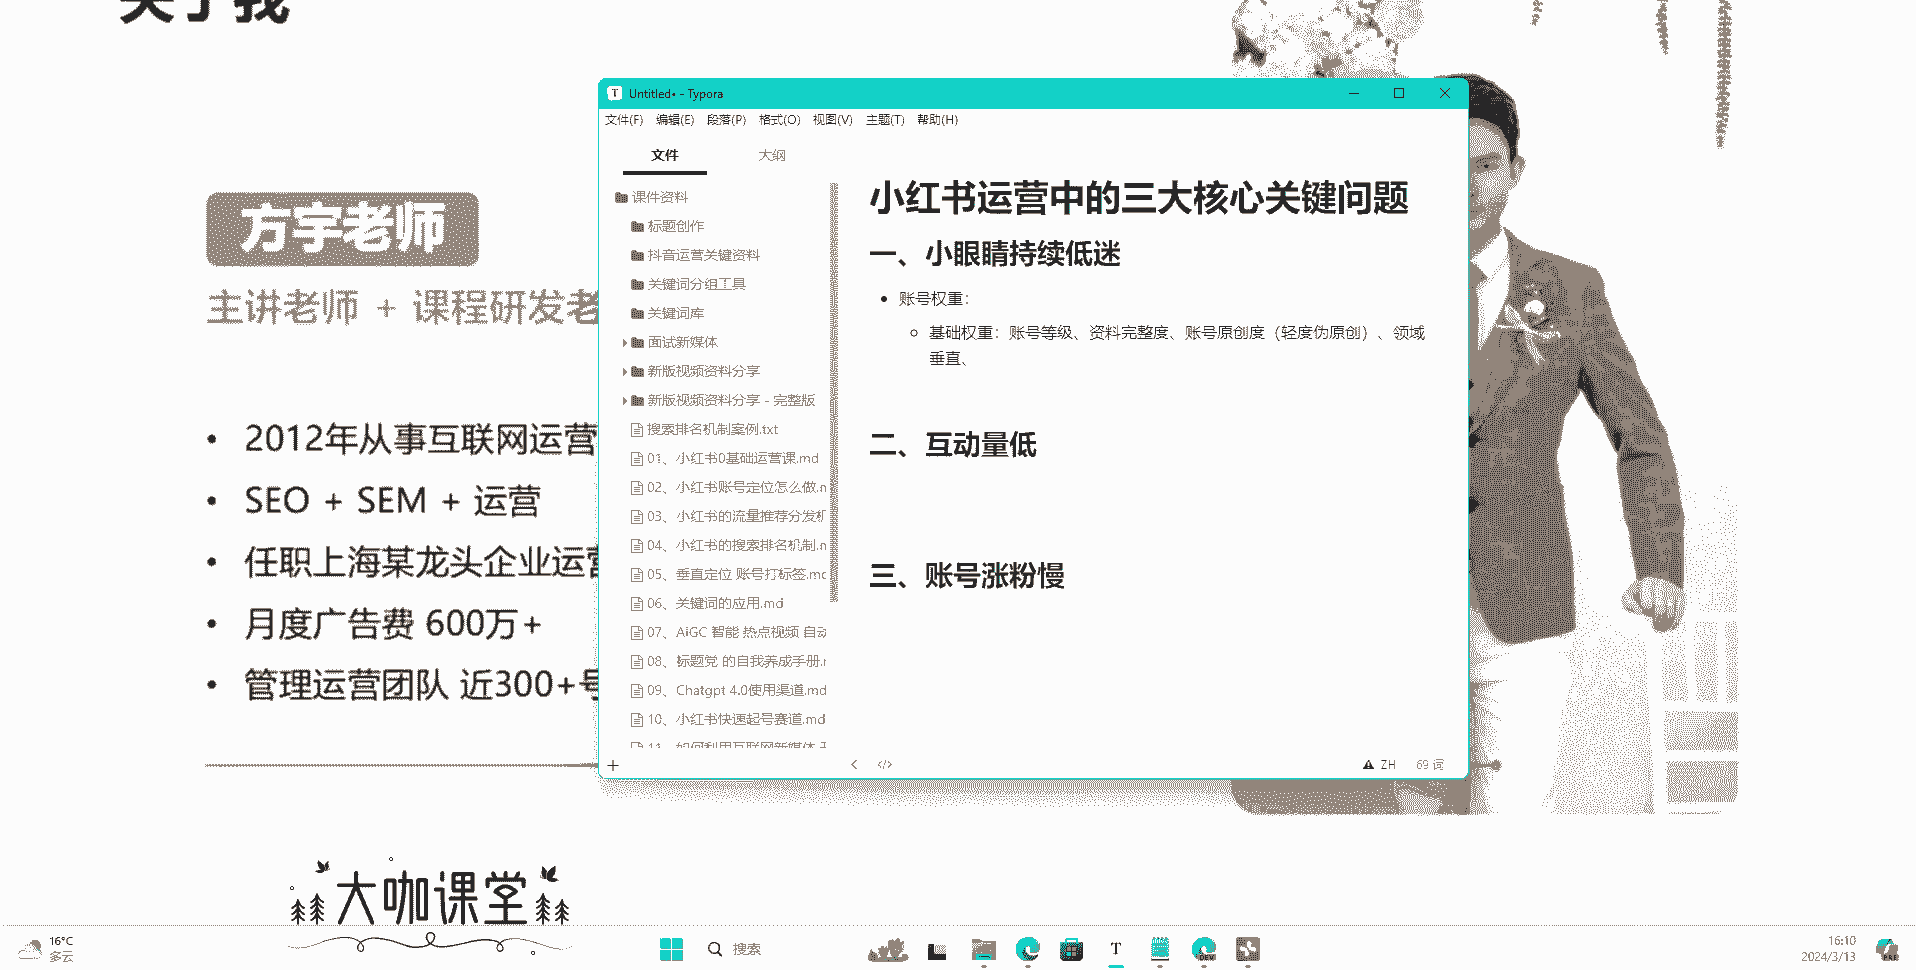 关于我
方宇老师
主讲老师 + 课程研发老
2012年从事互联网运营
SEO + SEM + 运营
任职上海某龙头企业运营
月度广告费 600万+
管理运营团队 近300+号
大咖课堂
Untitled• - Typora
文件(F) 编辑(E) 段落(P) 格式(O) 视图(V) 主题(T) 帮助(H)
文件 大纲
课件资料
标题创作
抖音运营关键资料
关键词分组工具
关键词库
面试新媒体
新版视频资料分享
新版视频资料分享 - 完整版
搜索排名机制案例.txt
01、小红书0基础运营课.md
02、小红书账号定位怎么做.m
03、小红书的流量推荐分发机
04、小红书的搜索排名机制.m
05、垂直定位 账号打标签.md
06、关键词的应用.md
07、AiGC 智能 热点视频 自动
08、标题党 的自我养成手册.m
09、Chatgpt 4.0使用渠道.md
10、小红书快速起号赛道.md
11、如何利用互联网新媒体
小红书运营中的三大核心关键问题
一、小眼睛持续低迷
账号权重：
基础权重：账号等级、资料完整度、账号原创度（轻度伪原创）、领域
垂直、
二、互动量低
三、账号涨粉慢
ZH 69 词
16°C
多云
搜索
16:10
2024/3/13